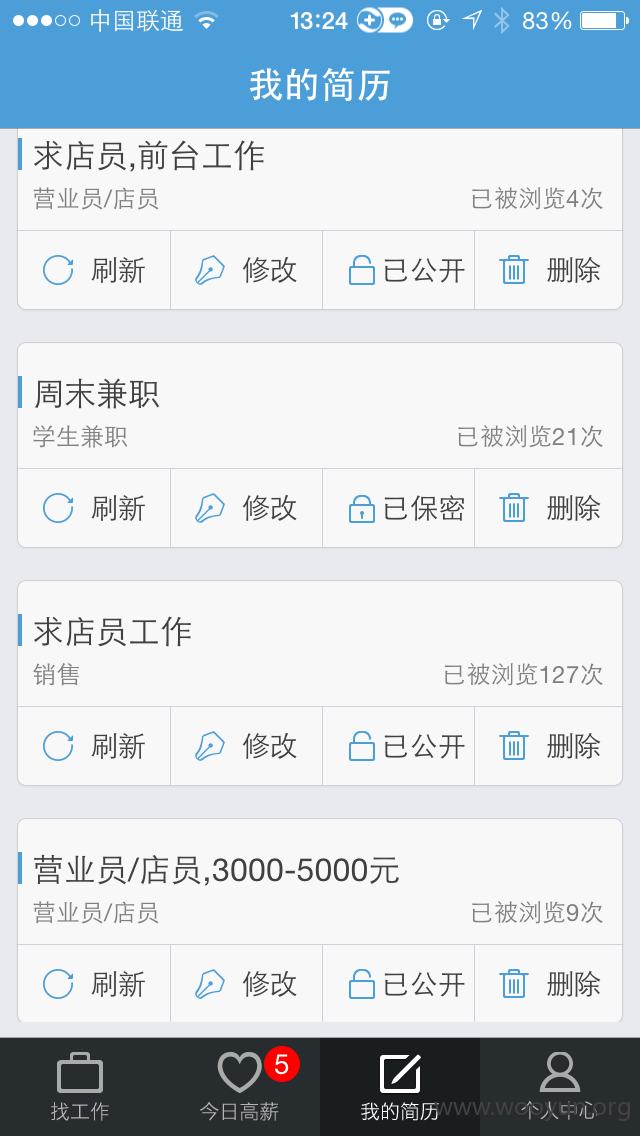 中国联通 13:24 83%
我的简历
求店员,前台工作
营业员/店员 已被浏览4次
刷新 修改 已公开 删除
周末兼职
学生兼职 已被浏览21次
刷新 修改 已保密 删除
求店员工作
销售 已被浏览127次
刷新 修改 已公开 删除
营业员/店员,3000-5000元
营业员/店员 已被浏览9次
刷新 修改 已公开 删除
5
找工作 今日高薪 我的简历 个人中心
www.wooyun.org